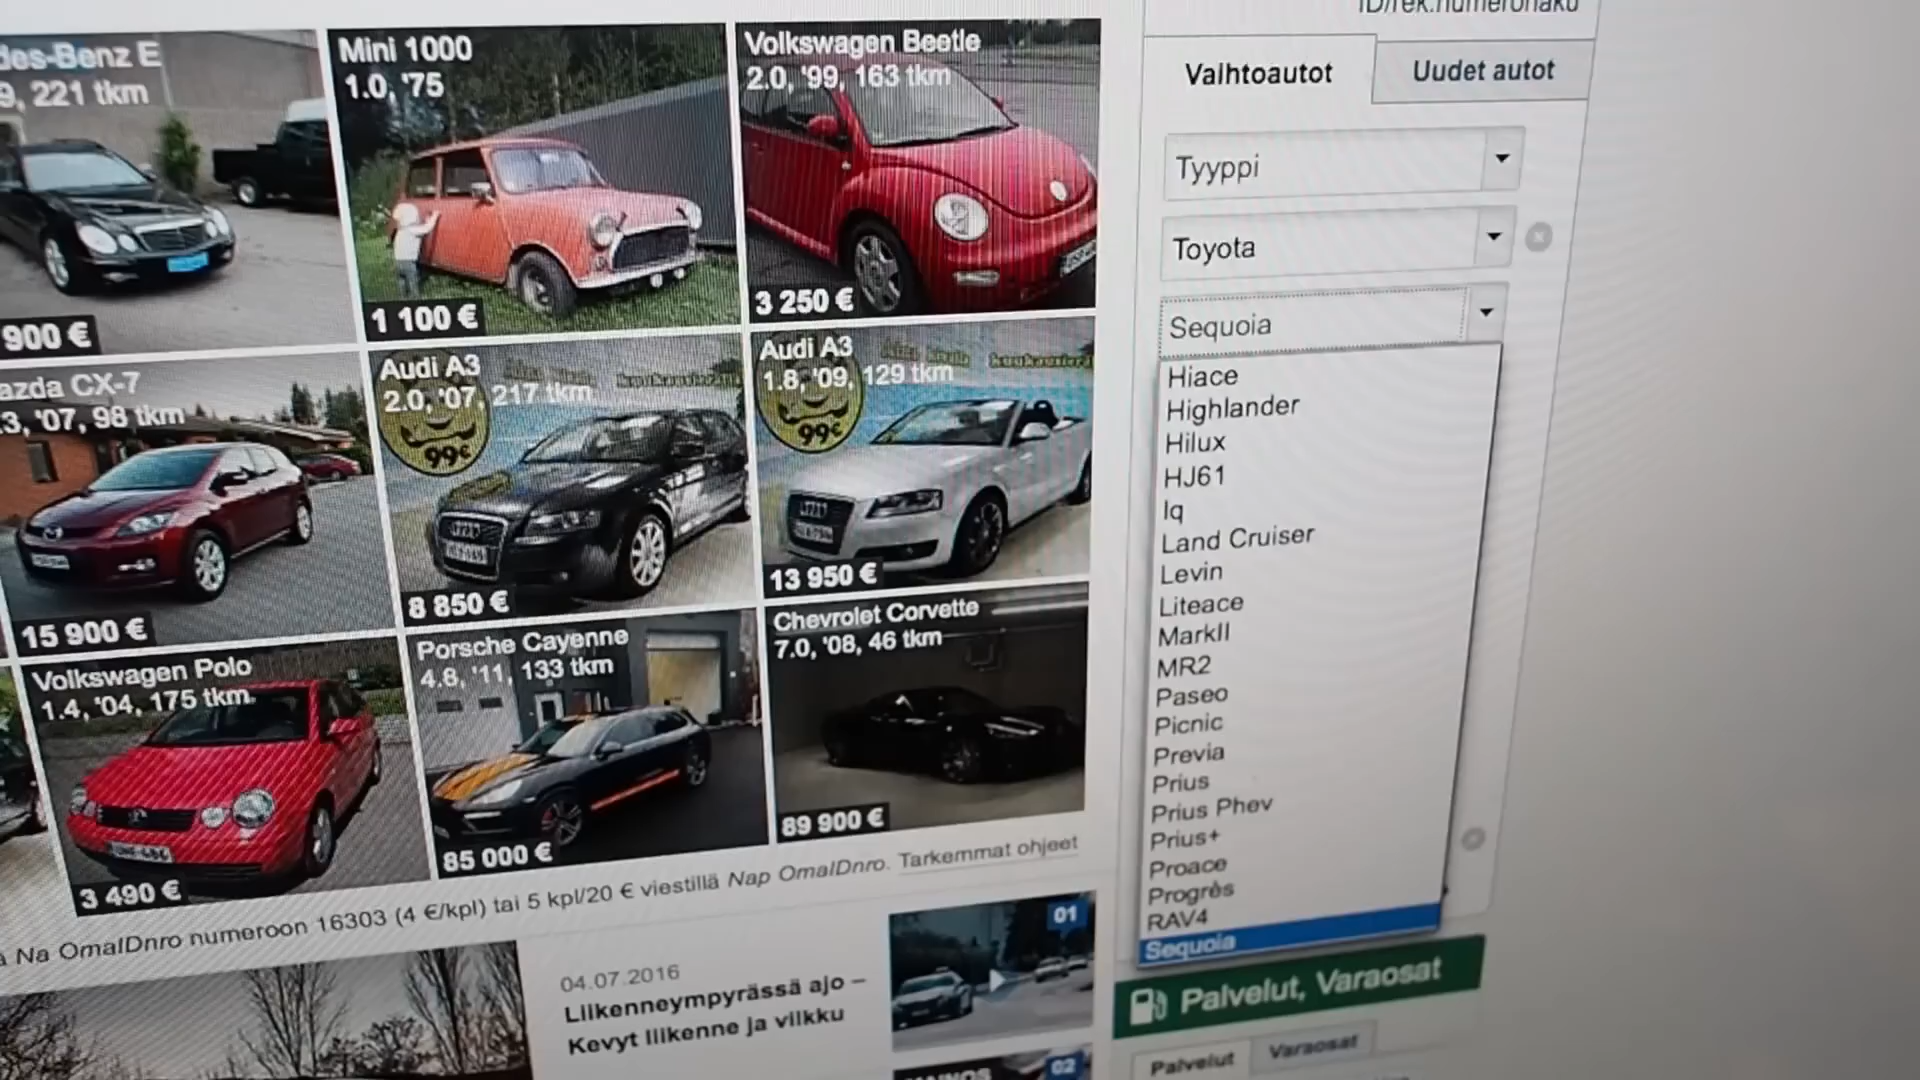 des-Benz E
9, 221 tkm
900 €
Mini 1000
1.0, '75
1 100 €
Volkswagen Beetle
2.0, '99, 163 tkm
3 250 €
azda CX-7
3, '07, 98 tkm
15 900 €
Audi A3
2.0, '07, 217 tkm
99€
8 850 €
Audi A3
1.8, '09, 129 tkm
99€
13 950 €
Volkswagen Polo
1.4, '04, 175 tkm
3 490 €
Porsche Cayenne
4.8, '11, 133 tkm
85 000 €
Chevrolet Corvette
7.0, '08, 46 tkm
89 900 €
Na OmaIDnro numeroon 16303 (4 €/kpl) tai 5 kpl/20 € viestillä Nap OmaIDnro. Tarkemmat ohjeet
04.07.2016
Liikenneympyrässä ajo –
Kevyt liikenne ja vilkku
01
02
ID/rek.numerohaku
Vaihtoautot
Uudet autot
Tyyppi
Toyota
Sequoia
Hiace
Highlander
Hilux
HJ61
Iq
Land Cruiser
Levin
Liteace
MarkII
MR2
Paseo
Picnic
Previa
Prius
Prius Phev
Prius+
Proace
Progrès
RAV4
Sequoia
Palvelut, Varaosat
Palvelut
Varaosat